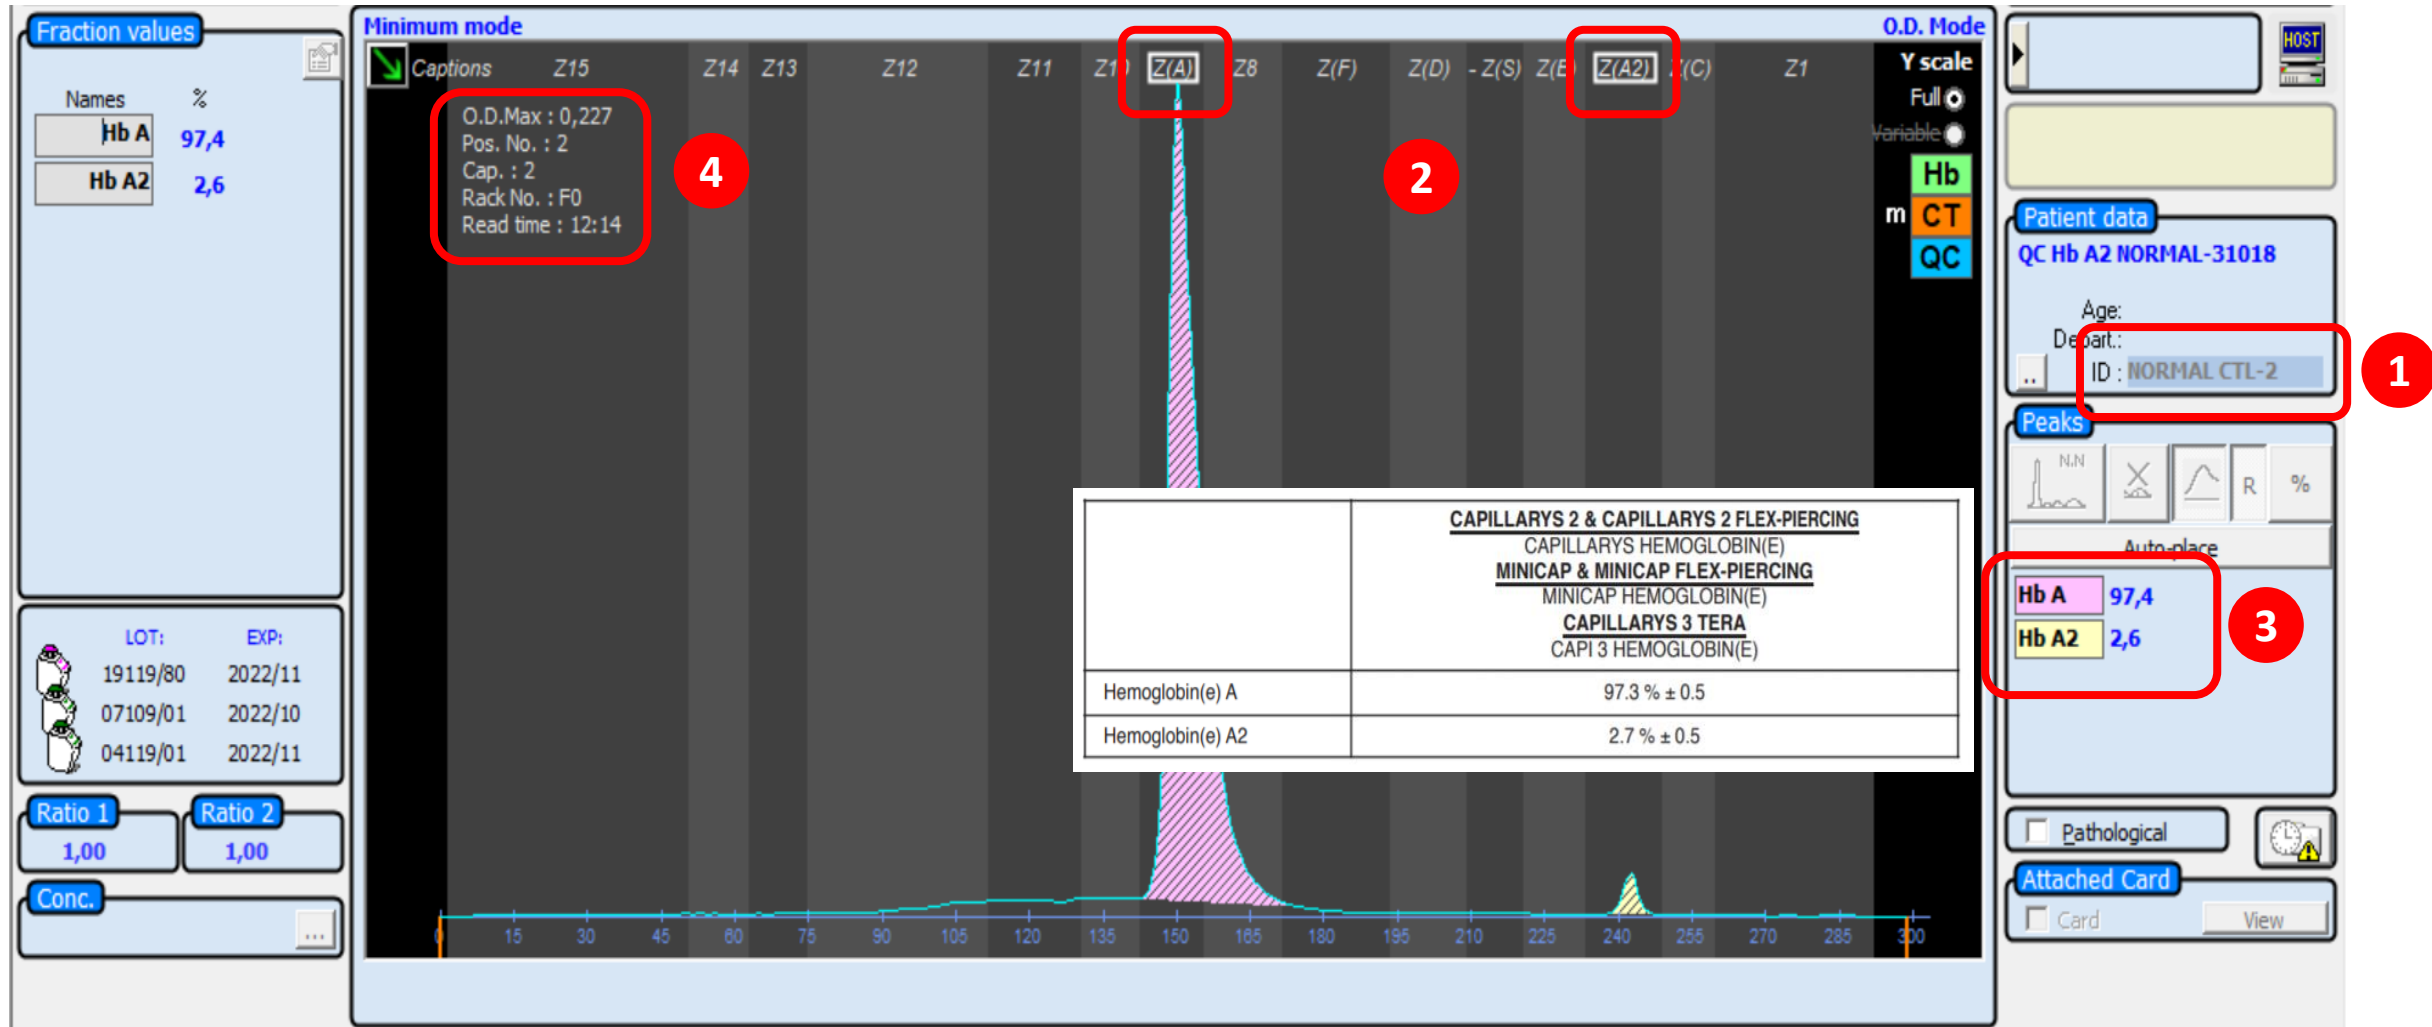 Fraction values
Names %
Hb A 97,4
Hb A2 2,6
LOT: EXP:
19119/80 2022/11
07109/01 2022/10
04119/01 2022/11
Ratio 1
1,00
Ratio 2
1,00
Conc.
...
Minimum mode
O.D. Mode
Captions Z15 Z14 Z13 Z12 Z11 Z10 Z(A) Z8 Z(F) Z(D) - Z(S) Z(E) Z(A2) Z(C) Z1
O.D.Max : 0,227
Pos. No. : 2
Cap. : 2
Rack No. : F0
Read time : 12:14
4
2
Y scale
Full
Variable
Hb
m CT
QC
CAPILLARYS 2 & CAPILLARYS 2 FLEX-PIERCING
CAPILLARYS HEMOGLOBIN(E)
MINICAP & MINICAP FLEX-PIERCING
MINICAP HEMOGLOBIN(E)
CAPILLARYS 3 TERA
CAPI 3 HEMOGLOBIN(E)
Hemoglobin(e) A 97.3 % ± 0.5
Hemoglobin(e) A2 2.7 % ± 0.5
0 15 30 45 60 75 90 105 120 135 150 165 180 195 210 225 240 255 270 285 300
HOST
Patient data
QC Hb A2 NORMAL-31018
Age:
Depart.:
.. ID : NORMAL CTL-2
1
Peaks
N.N R %
Auto-place
Hb A 97,4
Hb A2 2,6
3
Pathological
Attached Card
Card View